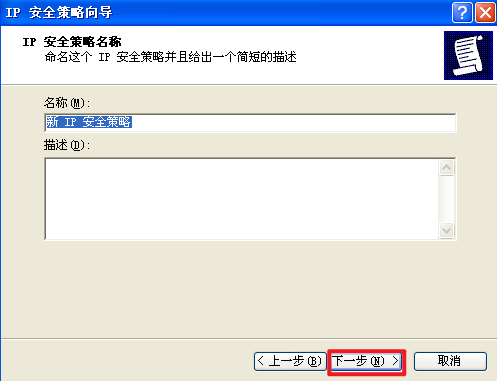 IP 安全策略向导
IP 安全策略名称
命名这个 IP 安全策略并且给出一个简短的描述
名称(M):
新 IP 安全策略
描述(D):
< 上一步(B) 下一步(N) > 取消